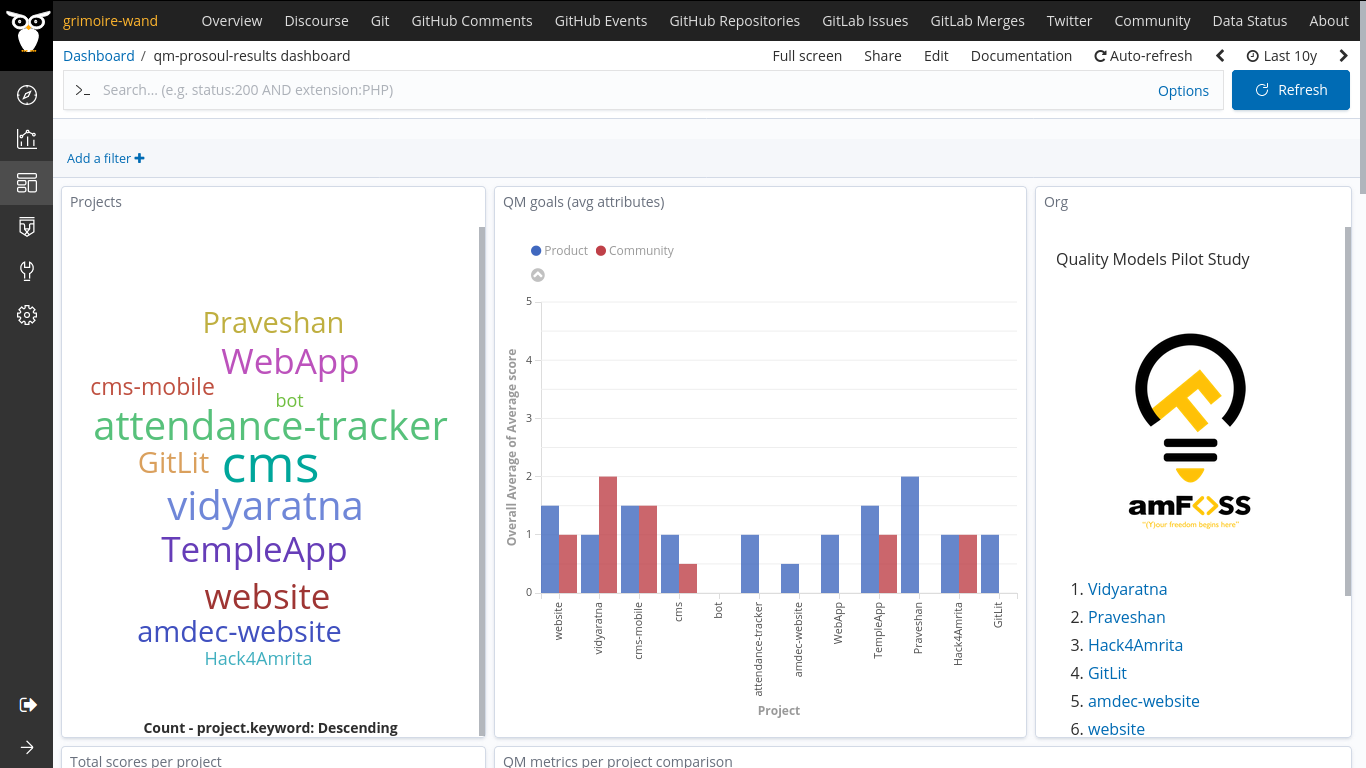 grimoire-wand Overview Discourse Git GitHub Comments GitHub Events GitHub Repositories GitLab Issues GitLab Merges Twitter Community Data Status About
Dashboard / qm-prosoul-results dashboard Full screen Share Edit Documentation Auto-refresh Last 10y
>_ Search... (e.g. status:200 AND extension:PHP) Options Refresh
Add a filter
Projects
Praveshan
WebApp
cms-mobile
bot
attendance-tracker
GitLit
cms
vidyaratna
TempleApp
website
amdec-website
Hack4Amrita
Count - project.keyword: Descending
QM goals (avg attributes)
Product Community
Overall Average of Average score
5
4
3
2
1
0
website
vidyaratna
cms-mobile
cms
bot
attendance-tracker
amdec-website
WebApp
TempleApp
Praveshan
Hack4Amrita
GitLit
Project
Org
Quality Models Pilot Study
amF<>SS
"(Y)our freedom begins here"
1. Vidyaratna
2. Praveshan
3. Hack4Amrita
4. GitLit
5. amdec-website
6. website
Total scores per project
QM metrics per project comparison